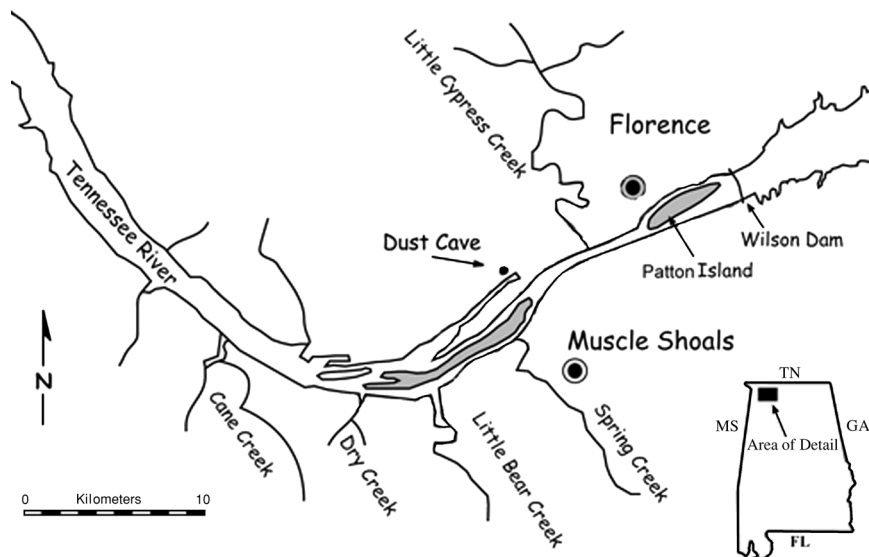 Little Cypress Creek
Florence
Tennessee River
Dust Cave
Wilson Dam
Patton Island
Muscle Shoals
N
Cane Creek
Dry Creek
Little Bear Creek
Spring Creek
TN
MS
GA
Area of Detail
FL
0 Kilometers 10